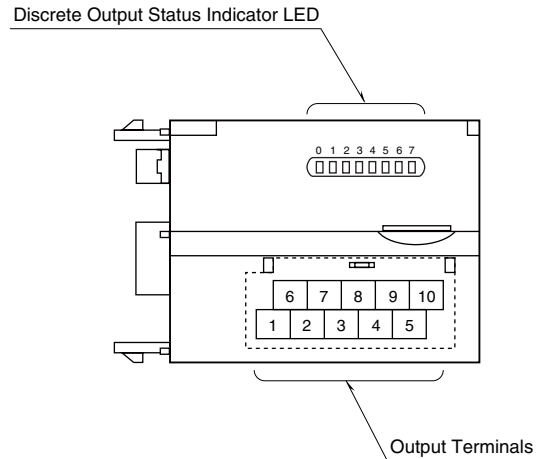 Discrete Output Status Indicator LED
0 1 2 3 4 5 6 7
6 7 8 9 10
1 2 3 4 5
Output Terminals